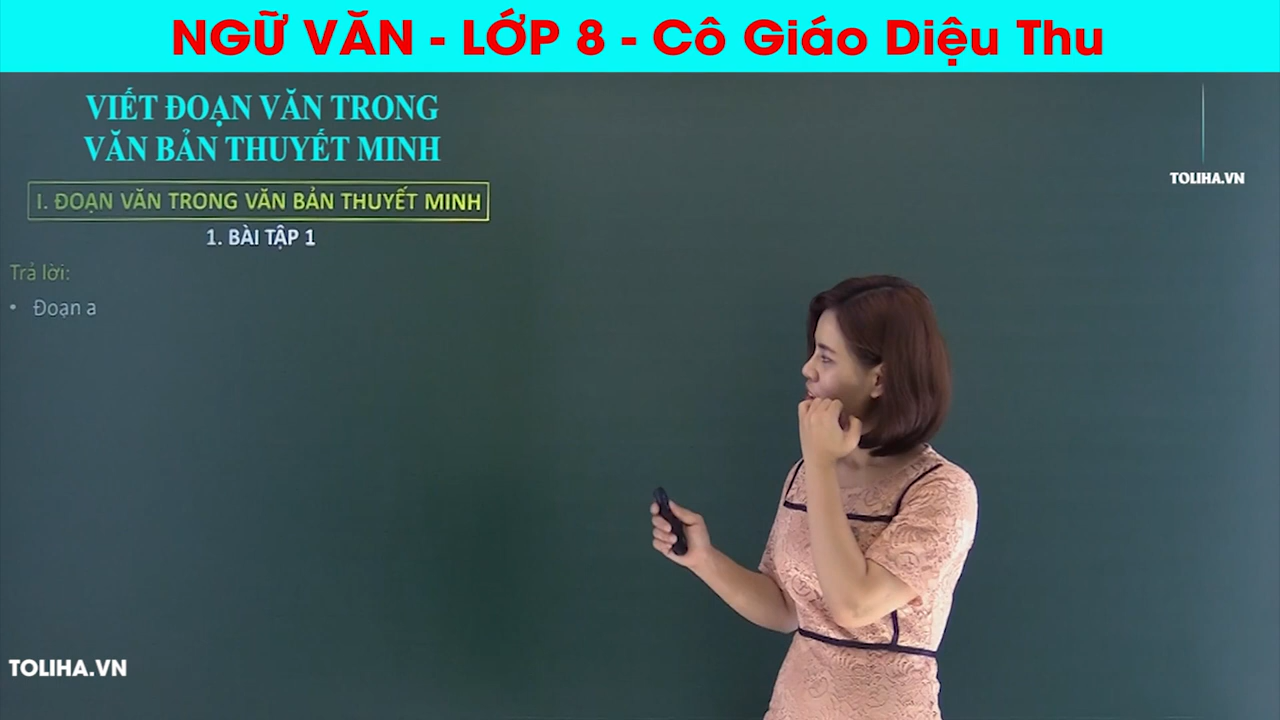 NGỮ VĂN - LỚP 8 - Cô Giáo Diệu Thu
VIẾT ĐOẠN VĂN TRONG
VĂN BẢN THUYẾT MINH
TOLIHA.VN
I. ĐOẠN VĂN TRONG VĂN BẢN THUYẾT MINH
1. BÀI TẬP 1
Trả lời:
• Đoạn a
TOLIHA.VN